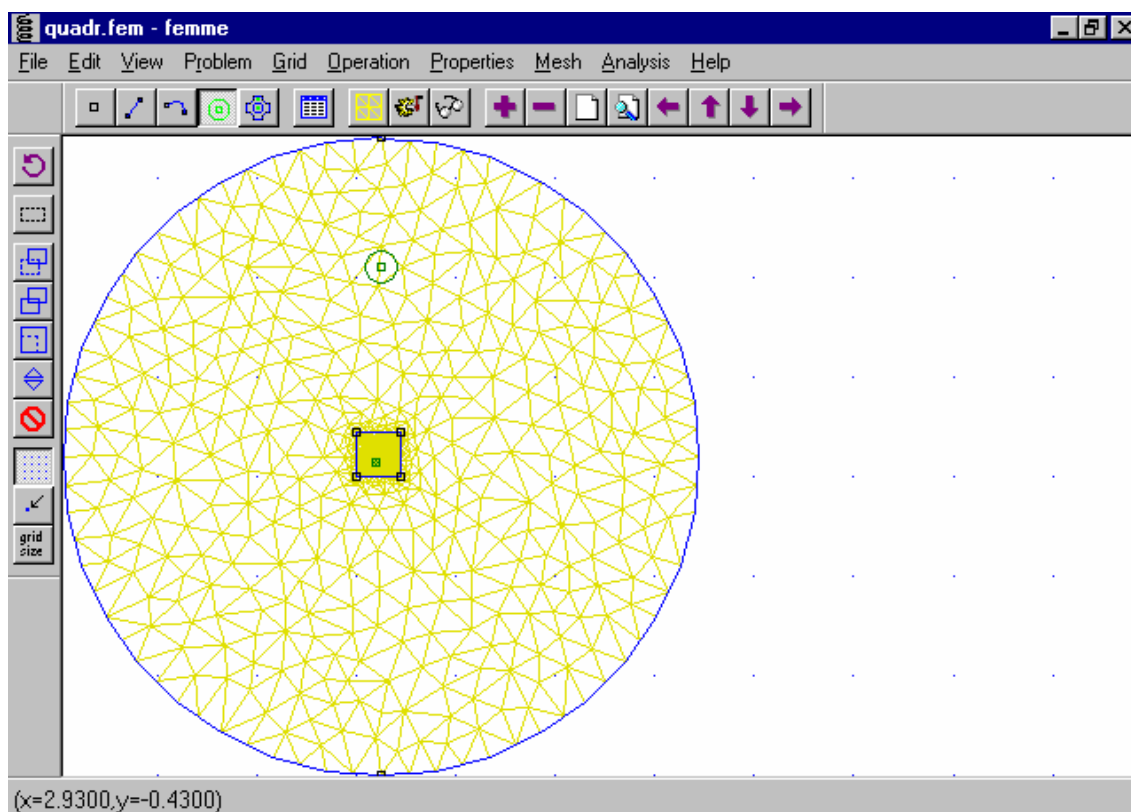 quadr.fem - femme
File Edit View Problem Grid Operation Properties Mesh Analysis Help
grid
size
(x=2.9300,y=-0.4300)